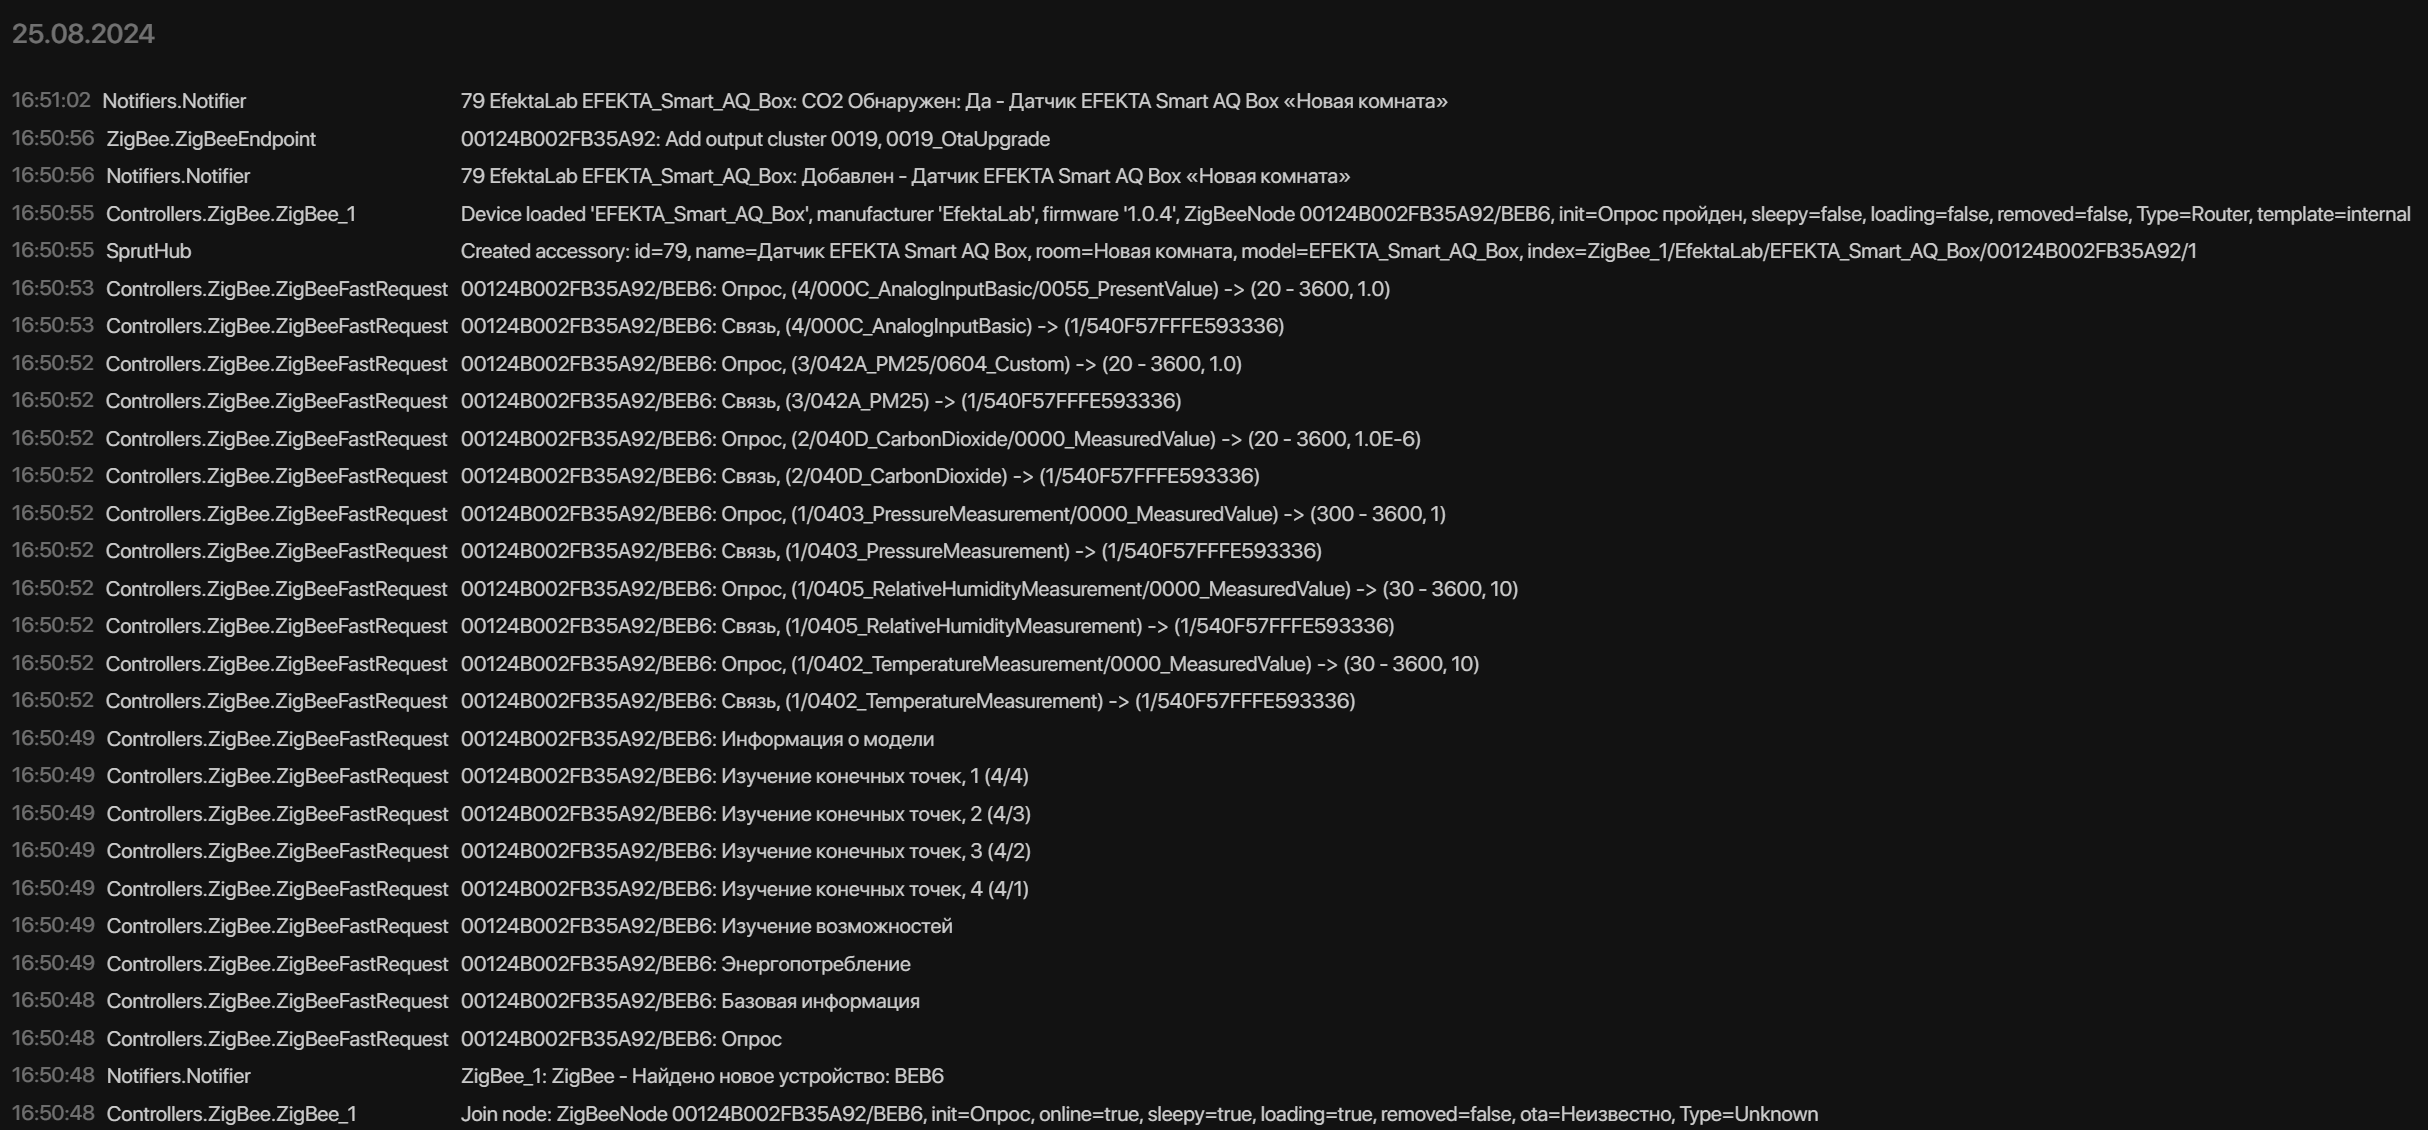 25.08.2024
16:51:02 Notifiers.Notifier 79 EfektaLab EFEKTA_Smart_AQ_Box: CO2 Обнаружен: Да - Датчик EFEKTA Smart AQ Box «Новая комната»
16:50:56 ZigBee.ZigBeeEndpoint 00124B002FB35A92: Add output cluster 0019, 0019_OtaUpgrade
16:50:56 Notifiers.Notifier 79 EfektaLab EFEKTA_Smart_AQ_Box: Добавлен - Датчик EFEKTA Smart AQ Box «Новая комната»
16:50:55 Controllers.ZigBee.ZigBee_1 Device loaded 'EFEKTA_Smart_AQ_Box', manufacturer 'EfektaLab', firmware '1.0.4', ZigBeeNode 00124B002FB35A92/BEB6, init=Опрос пройден, sleepy=false, loading=false, removed=false, Type=Router, template=internal
16:50:55 SprutHub Created accessory: id=79, name=Датчик EFEKTA Smart AQ Box, room=Новая комната, model=EFEKTA_Smart_AQ_Box, index=ZigBee_1/EfektaLab/EFEKTA_Smart_AQ_Box/00124B002FB35A92/1
16:50:53 Controllers.ZigBee.ZigBeeFastRequest 00124B002FB35A92/BEB6: Опрос, (4/000C_AnalogInputBasic/0055_PresentValue) -> (20 - 3600, 1.0)
16:50:53 Controllers.ZigBee.ZigBeeFastRequest 00124B002FB35A92/BEB6: Связь, (4/000C_AnalogInputBasic) -> (1/540F57FFFE593336)
16:50:52 Controllers.ZigBee.ZigBeeFastRequest 00124B002FB35A92/BEB6: Опрос, (3/042A_PM25/0604_Custom) -> (20 - 3600, 1.0)
16:50:52 Controllers.ZigBee.ZigBeeFastRequest 00124B002FB35A92/BEB6: Связь, (3/042A_PM25) -> (1/540F57FFFE593336)
16:50:52 Controllers.ZigBee.ZigBeeFastRequest 00124B002FB35A92/BEB6: Опрос, (2/040D_CarbonDioxide/0000_MeasuredValue) -> (20 - 3600, 1.0E-6)
16:50:52 Controllers.ZigBee.ZigBeeFastRequest 00124B002FB35A92/BEB6: Связь, (2/040D_CarbonDioxide) -> (1/540F57FFFE593336)
16:50:52 Controllers.ZigBee.ZigBeeFastRequest 00124B002FB35A92/BEB6: Опрос, (1/0403_PressureMeasurement/0000_MeasuredValue) -> (300 - 3600, 1)
16:50:52 Controllers.ZigBee.ZigBeeFastRequest 00124B002FB35A92/BEB6: Связь, (1/0403_PressureMeasurement) -> (1/540F57FFFE593336)
16:50:52 Controllers.ZigBee.ZigBeeFastRequest 00124B002FB35A92/BEB6: Опрос, (1/0405_RelativeHumidityMeasurement/0000_MeasuredValue) -> (30 - 3600, 10)
16:50:52 Controllers.ZigBee.ZigBeeFastRequest 00124B002FB35A92/BEB6: Связь, (1/0405_RelativeHumidityMeasurement) -> (1/540F57FFFE593336)
16:50:52 Controllers.ZigBee.ZigBeeFastRequest 00124B002FB35A92/BEB6: Опрос, (1/0402_TemperatureMeasurement/0000_MeasuredValue) -> (30 - 3600, 10)
16:50:52 Controllers.ZigBee.ZigBeeFastRequest 00124B002FB35A92/BEB6: Связь, (1/0402_TemperatureMeasurement) -> (1/540F57FFFE593336)
16:50:49 Controllers.ZigBee.ZigBeeFastRequest 00124B002FB35A92/BEB6: Информация о модели
16:50:49 Controllers.ZigBee.ZigBeeFastRequest 00124B002FB35A92/BEB6: Изучение конечных точек, 1 (4/4)
16:50:49 Controllers.ZigBee.ZigBeeFastRequest 00124B002FB35A92/BEB6: Изучение конечных точек, 2 (4/3)
16:50:49 Controllers.ZigBee.ZigBeeFastRequest 00124B002FB35A92/BEB6: Изучение конечных точек, 3 (4/2)
16:50:49 Controllers.ZigBee.ZigBeeFastRequest 00124B002FB35A92/BEB6: Изучение конечных точек, 4 (4/1)
16:50:49 Controllers.ZigBee.ZigBeeFastRequest 00124B002FB35A92/BEB6: Изучение возможностей
16:50:49 Controllers.ZigBee.ZigBeeFastRequest 00124B002FB35A92/BEB6: Энергопотребление
16:50:48 Controllers.ZigBee.ZigBeeFastRequest 00124B002FB35A92/BEB6: Базовая информация
16:50:48 Controllers.ZigBee.ZigBeeFastRequest 00124B002FB35A92/BEB6: Опрос
16:50:48 Notifiers.Notifier ZigBee_1: ZigBee - Найдено новое устройство: BEB6
16:50:48 Controllers.ZigBee.ZigBee_1 Join node: ZigBeeNode 00124B002FB35A92/BEB6, init=Опрос, online=true, sleepy=true, loading=true, removed=false, ota=Неизвестно, Type=Unknown